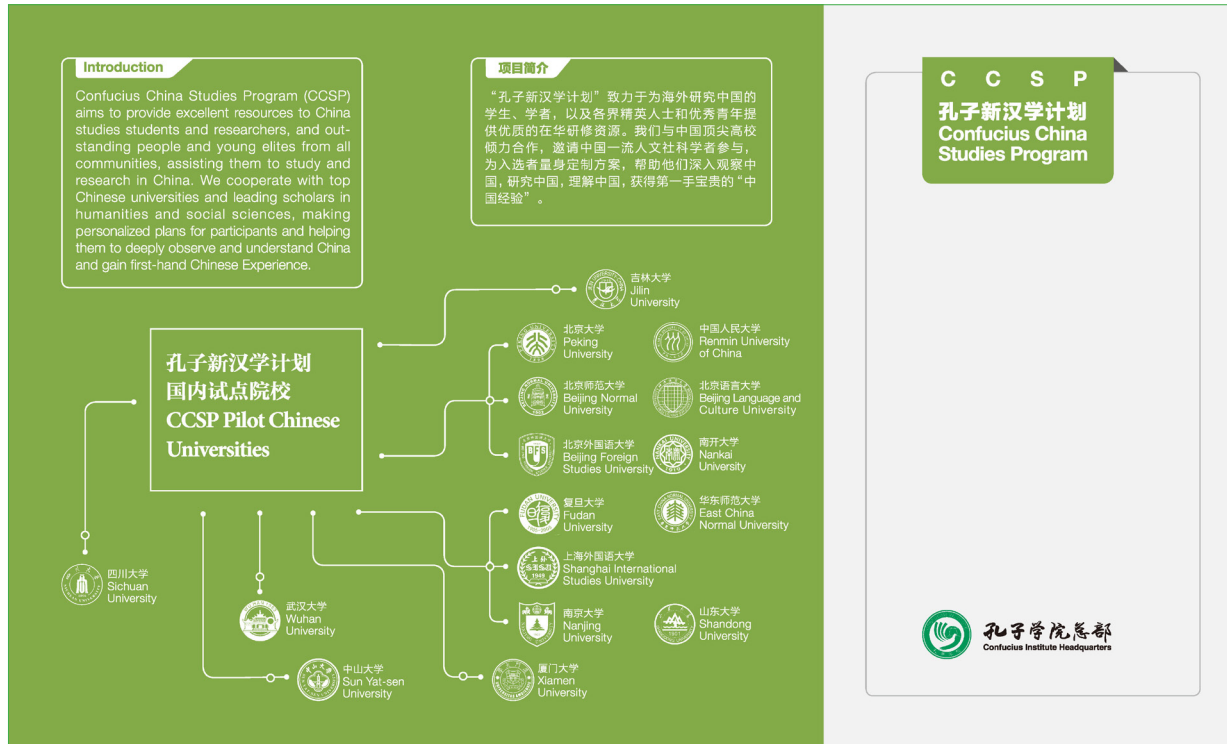 Introduction
Confucius China Studies Program (CCSP)
aims to provide excellent resources to China
studies students and researchers, and out-
standing people and young elites from all
communities, assisting them to study and
research in China. We cooperate with top
Chinese universities and leading scholars in
humanities and social sciences, making
personalized plans for participants and helping
them to deeply observe and understand China
and gain first-hand Chinese Experience.
项目简介
“孔子新汉学计划”致力于为海外研究中国的
学生、学者，以及各界精英人士和优秀青年提
供优质的在华研修资源。我们与中国顶尖高校
倾力合作，邀请中国一流人文社科学者参与，
为入选者量身定制方案，帮助他们深入观察中
国，研究中国，理解中国，获得第一手宝贵的“中
国经验”。
孔子新汉学计划
国内试点院校
CCSP Pilot Chinese
Universities
吉林大学
Jilin
University
北京大学
Peking
University
中国人民大学
Renmin University
of China
北京师范大学
Beijing Normal
University
北京语言大学
Beijing Language and
Culture University
北京外国语大学
Beijing Foreign
Studies University
BFS
南开大学
Nankai
University
复旦大学
Fudan
University
华东师范大学
East China
Normal University
上海外国语大学
Shanghai International
Studies University
1949
南京大学
Nanjing
University
山东大学
Shandong
University
1901
四川大学
Sichuan
University
武汉大学
Wuhan
University
中山大学
Sun Yat-sen
University
厦门大学
Xiamen
University
C C S P
孔子新汉学计划
Confucius China
Studies Program
孔子学院总部
Confucius Institute Headquarters